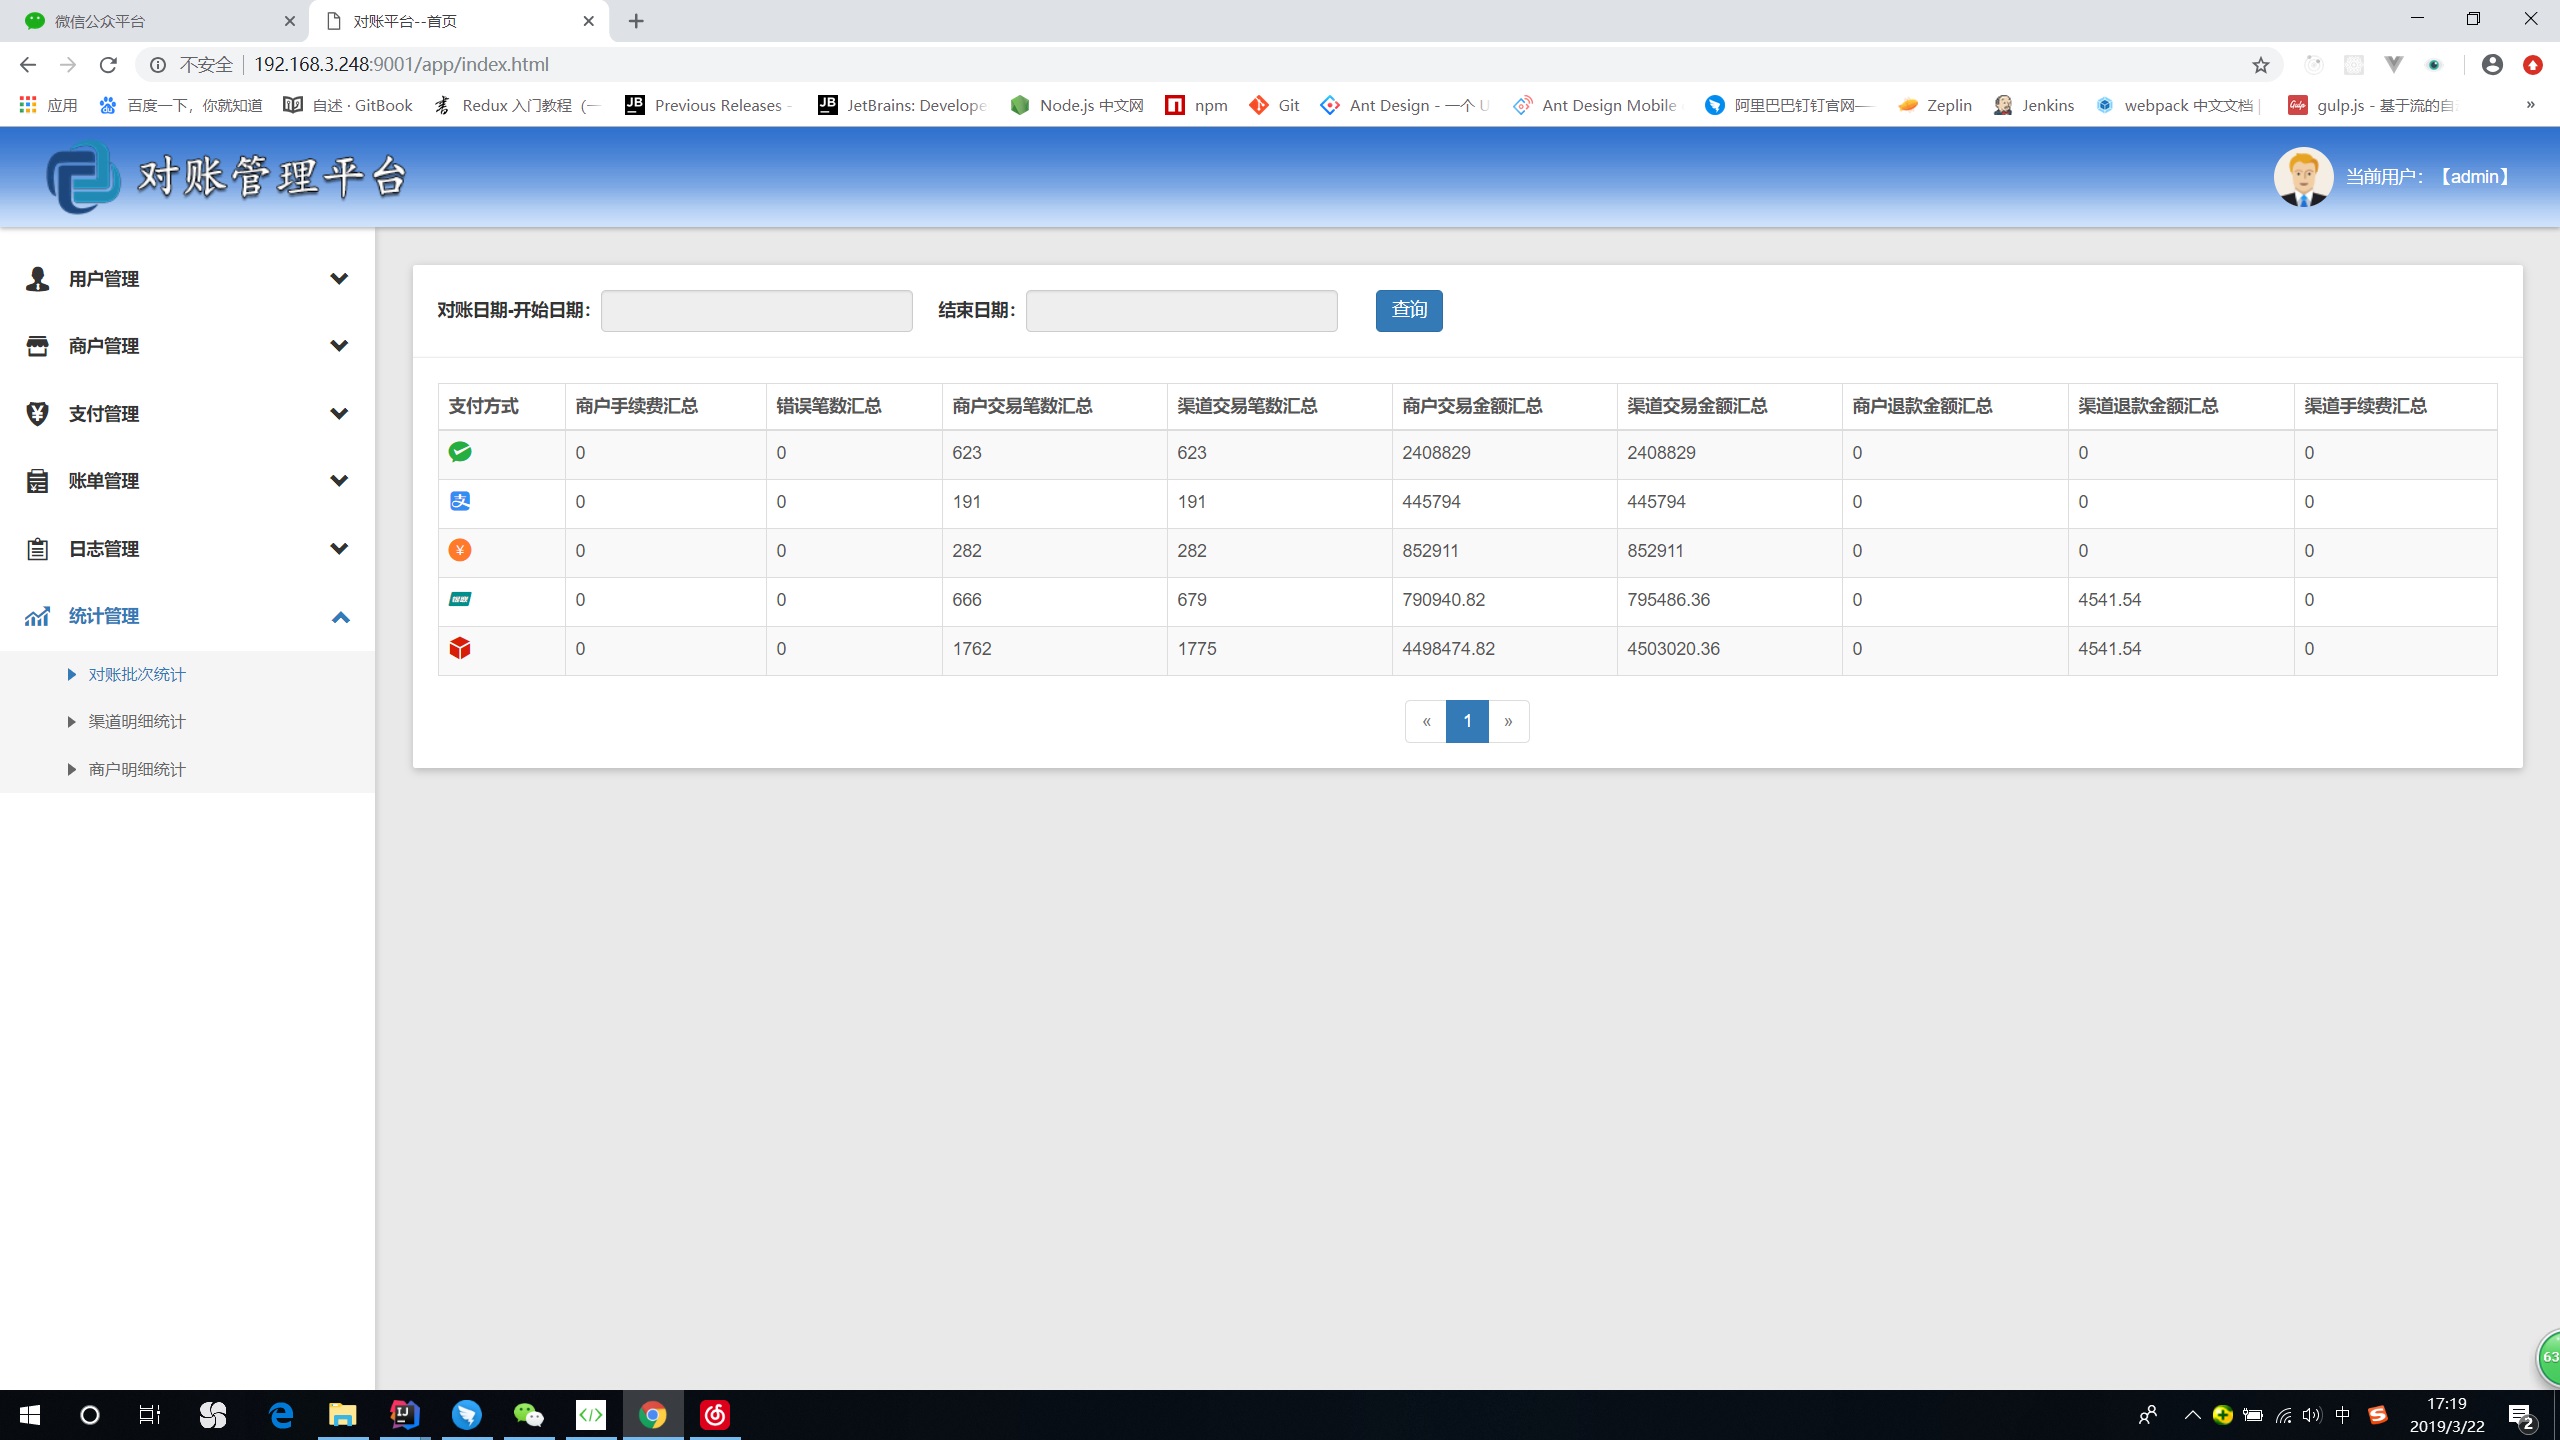 微信公众平台
对账平台--首页
不安全 192.168.3.248:9001/app/index.html
应用 百度一下，你就知道 自述 · GitBook Redux 入门教程（一 Previous Releases - JetBrains: Develope Node.js 中文网 npm Git Ant Design - 一个 U Ant Design Mobile 阿里巴巴钉钉官网— Zeplin Jenkins webpack 中文文档 | gulp.js - 基于流的自 »
对账管理平台
当前用户：【admin】
用户管理
商户管理
支付管理
账单管理
日志管理
统计管理
对账批次统计
渠道明细统计
商户明细统计
对账日期-开始日期： 结束日期： 查询
支付方式 商户手续费汇总 错误笔数汇总 商户交易笔数汇总 渠道交易笔数汇总 商户交易金额汇总 渠道交易金额汇总 商户退款金额汇总 渠道退款金额汇总 渠道手续费汇总
0 0 623 623 2408829 2408829 0 0 0
支 0 0 191 191 445794 445794 0 0 0
¥ 0 0 282 282 852911 852911 0 0 0
0 0 666 679 790940.82 795486.36 0 4541.54 0
0 0 1762 1775 4498474.82 4503020.36 0 4541.54 0
« 1 »
63
中
17:19
2019/3/22
2